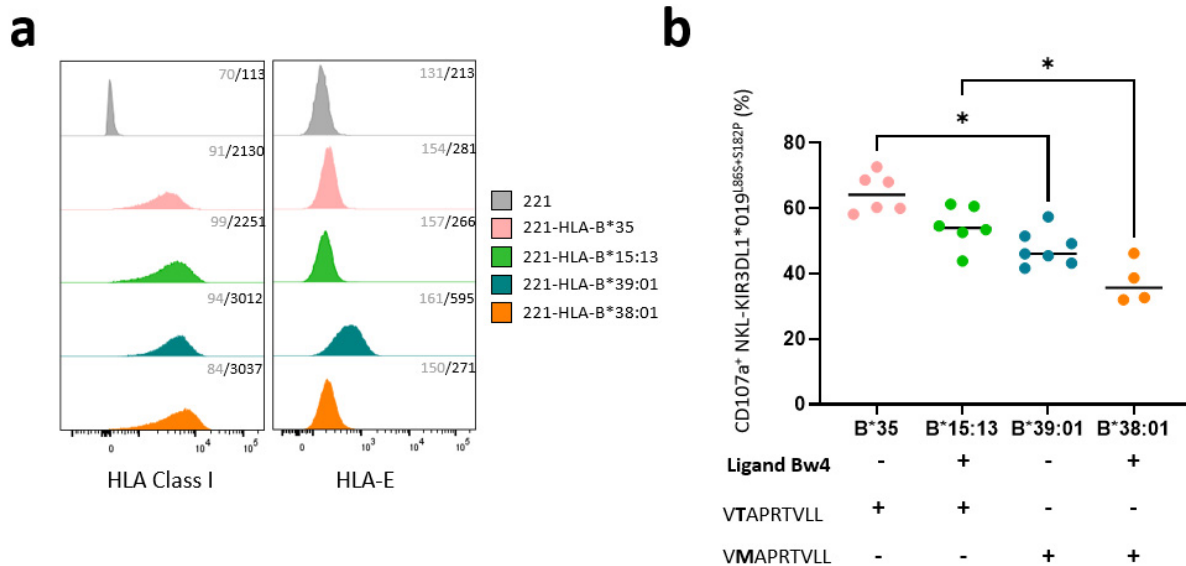 a
70/113
91/2130
99/2251
94/3012
84/3037
0 10^4 10^5
HLA Class I
131/213
154/281
157/266
161/595
150/271
0 10^3 10^4 10^5
HLA-E
221
221-HLA-B*35
221-HLA-B*15:13
221-HLA-B*39:01
221-HLA-B*38:01
b
CD107a⁺ NKL-KIR3DL1*019^L86S+S182P (%)
80
60
40
20
0
*
*
B*35 B*15:13 B*39:01 B*38:01
Ligand Bw4 - + - +
VTAPRTVLL + + - -
VMAPRTVLL - - + +